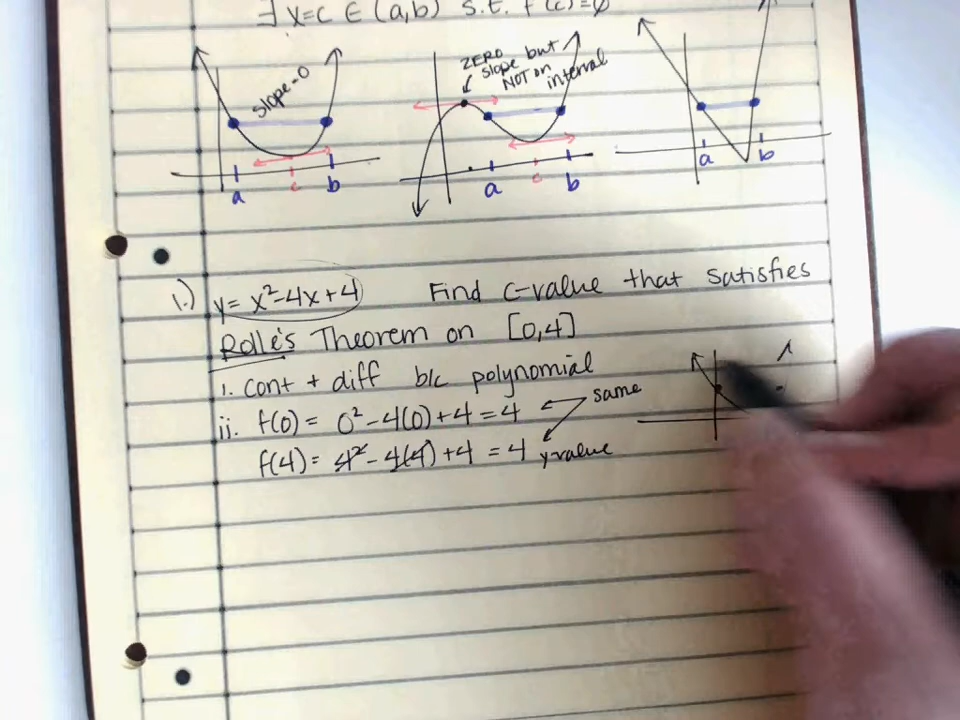 ∃ x=c ∈ (a,b) s.t. f'(c)=0
slope=0
a c b
ZERO slope but NOT on interval
a c b
a b
1.) y = x²-4x+4 Find c-value that satisfies
Rolle's Theorem on [0,4]
i. cont + diff b/c polynomial
ii. f(0) = 0²-4(0)+4 = 4 same
f(4) = 4²-4(4)+4 = 4 y-value